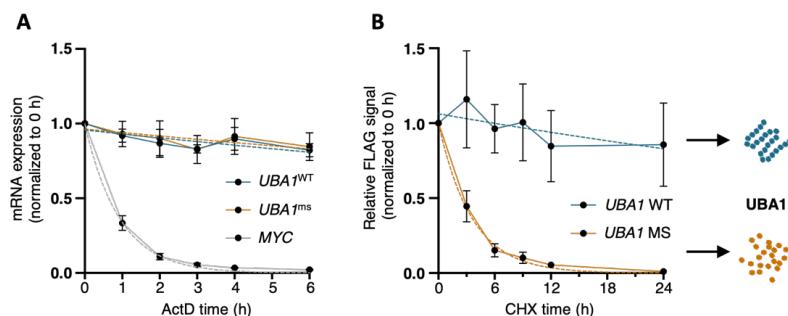 A
1.5
1.0
0.5
0.0
mRNA expression
(normalized to 0 h)
UBA1WT
UBA1ms
MYC
0
1
2
3
4
6
ActD time (h)
B
1.5
1.0
0.5
0.0
Relative FLAG signal
(normalized to 0 h)
UBA1 WT
UBA1 MS
0
6
12
24
CHX time (h)
UBA1